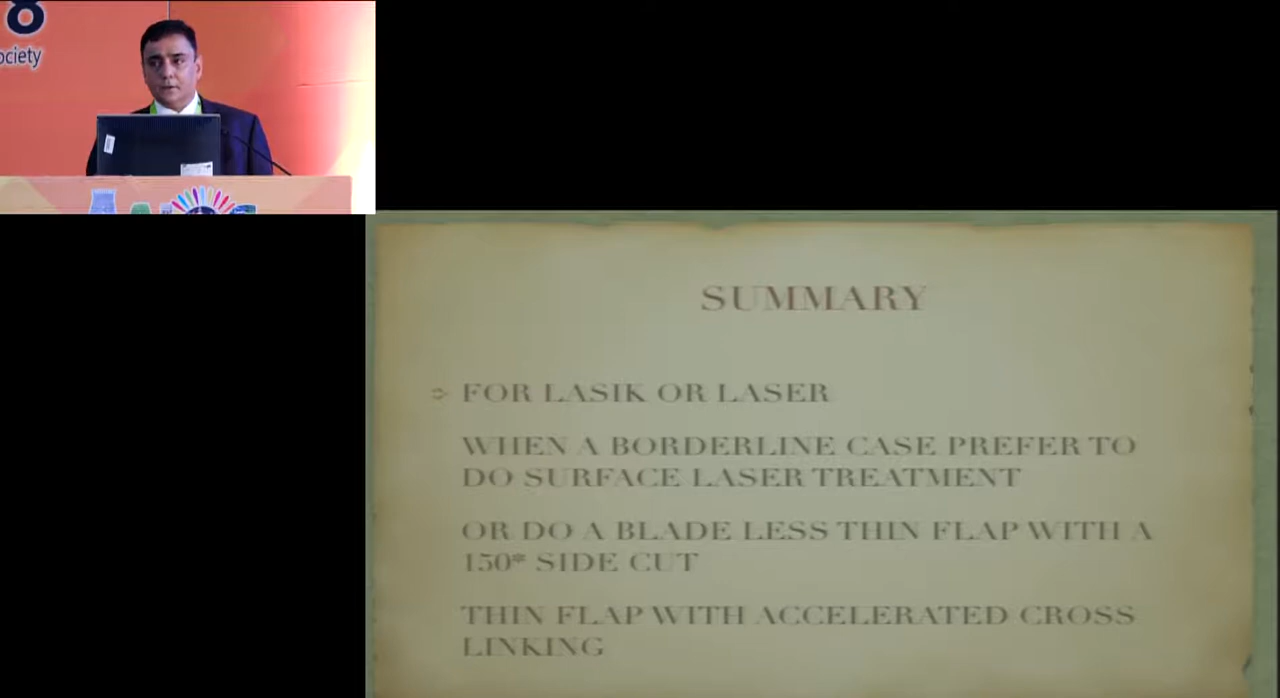 8
ociety
SUMMARY
FOR LASIK OR LASER
WHEN A BORDERLINE CASE PREFER TO
DO SURFACE LASER TREATMENT
OR DO A BLADE LESS THIN FLAP WITH A
150* SIDE CUT
THIN FLAP WITH ACCELERATED CROSS
LINKING